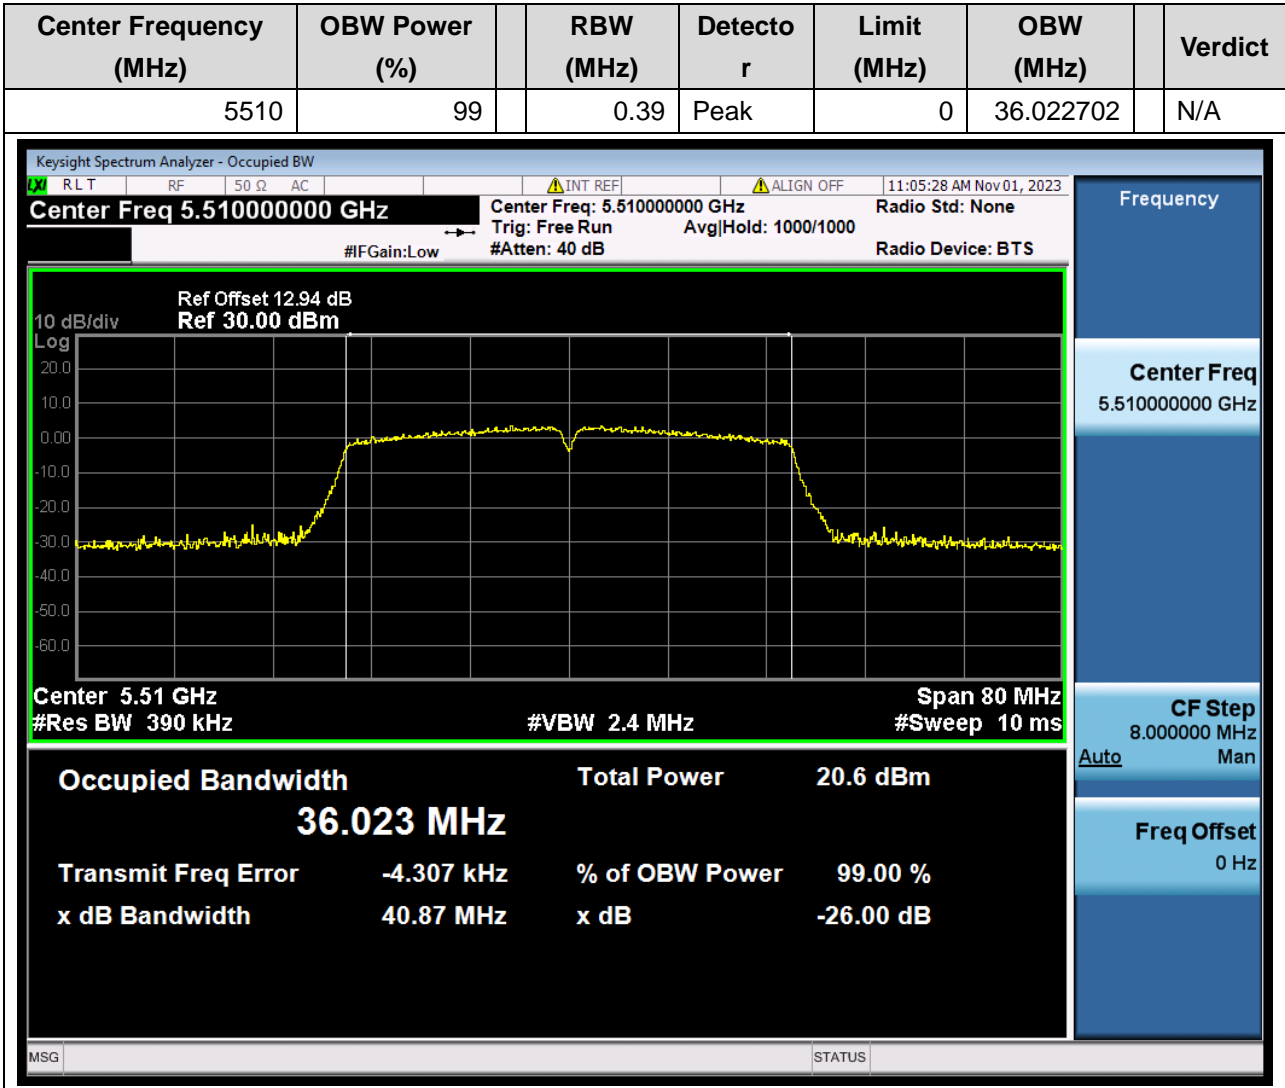 Center Frequency (MHz) OBW Power (%) RBW (MHz) Detector Limit (MHz) OBW (MHz) Verdict
5510 99 0.39 Peak 0 36.022702 N/A
Keysight Spectrum Analyzer - Occupied BW
LXI R L T RF 50 Ω AC INT REF ALIGN OFF 11:05:28 AM Nov 01, 2023
Center Freq 5.510000000 GHz
Center Freq: 5.510000000 GHz Radio Std: None
Trig: Free Run Avg|Hold: 1000/1000
#IFGain:Low #Atten: 40 dB Radio Device: BTS
Ref Offset 12.94 dB
10 dB/div Ref 30.00 dBm
Log
20.0
10.0
0.00
-10.0
-20.0
-30.0
-40.0
-50.0
-60.0
Center 5.51 GHz Span 80 MHz
#Res BW 390 kHz #VBW 2.4 MHz #Sweep 10 ms
Occupied Bandwidth Total Power 20.6 dBm
36.023 MHz
Transmit Freq Error -4.307 kHz % of OBW Power 99.00 %
x dB Bandwidth 40.87 MHz x dB -26.00 dB
Frequency
Center Freq
5.510000000 GHz
CF Step
8.000000 MHz
Auto Man
Freq Offset
0 Hz
MSG STATUS